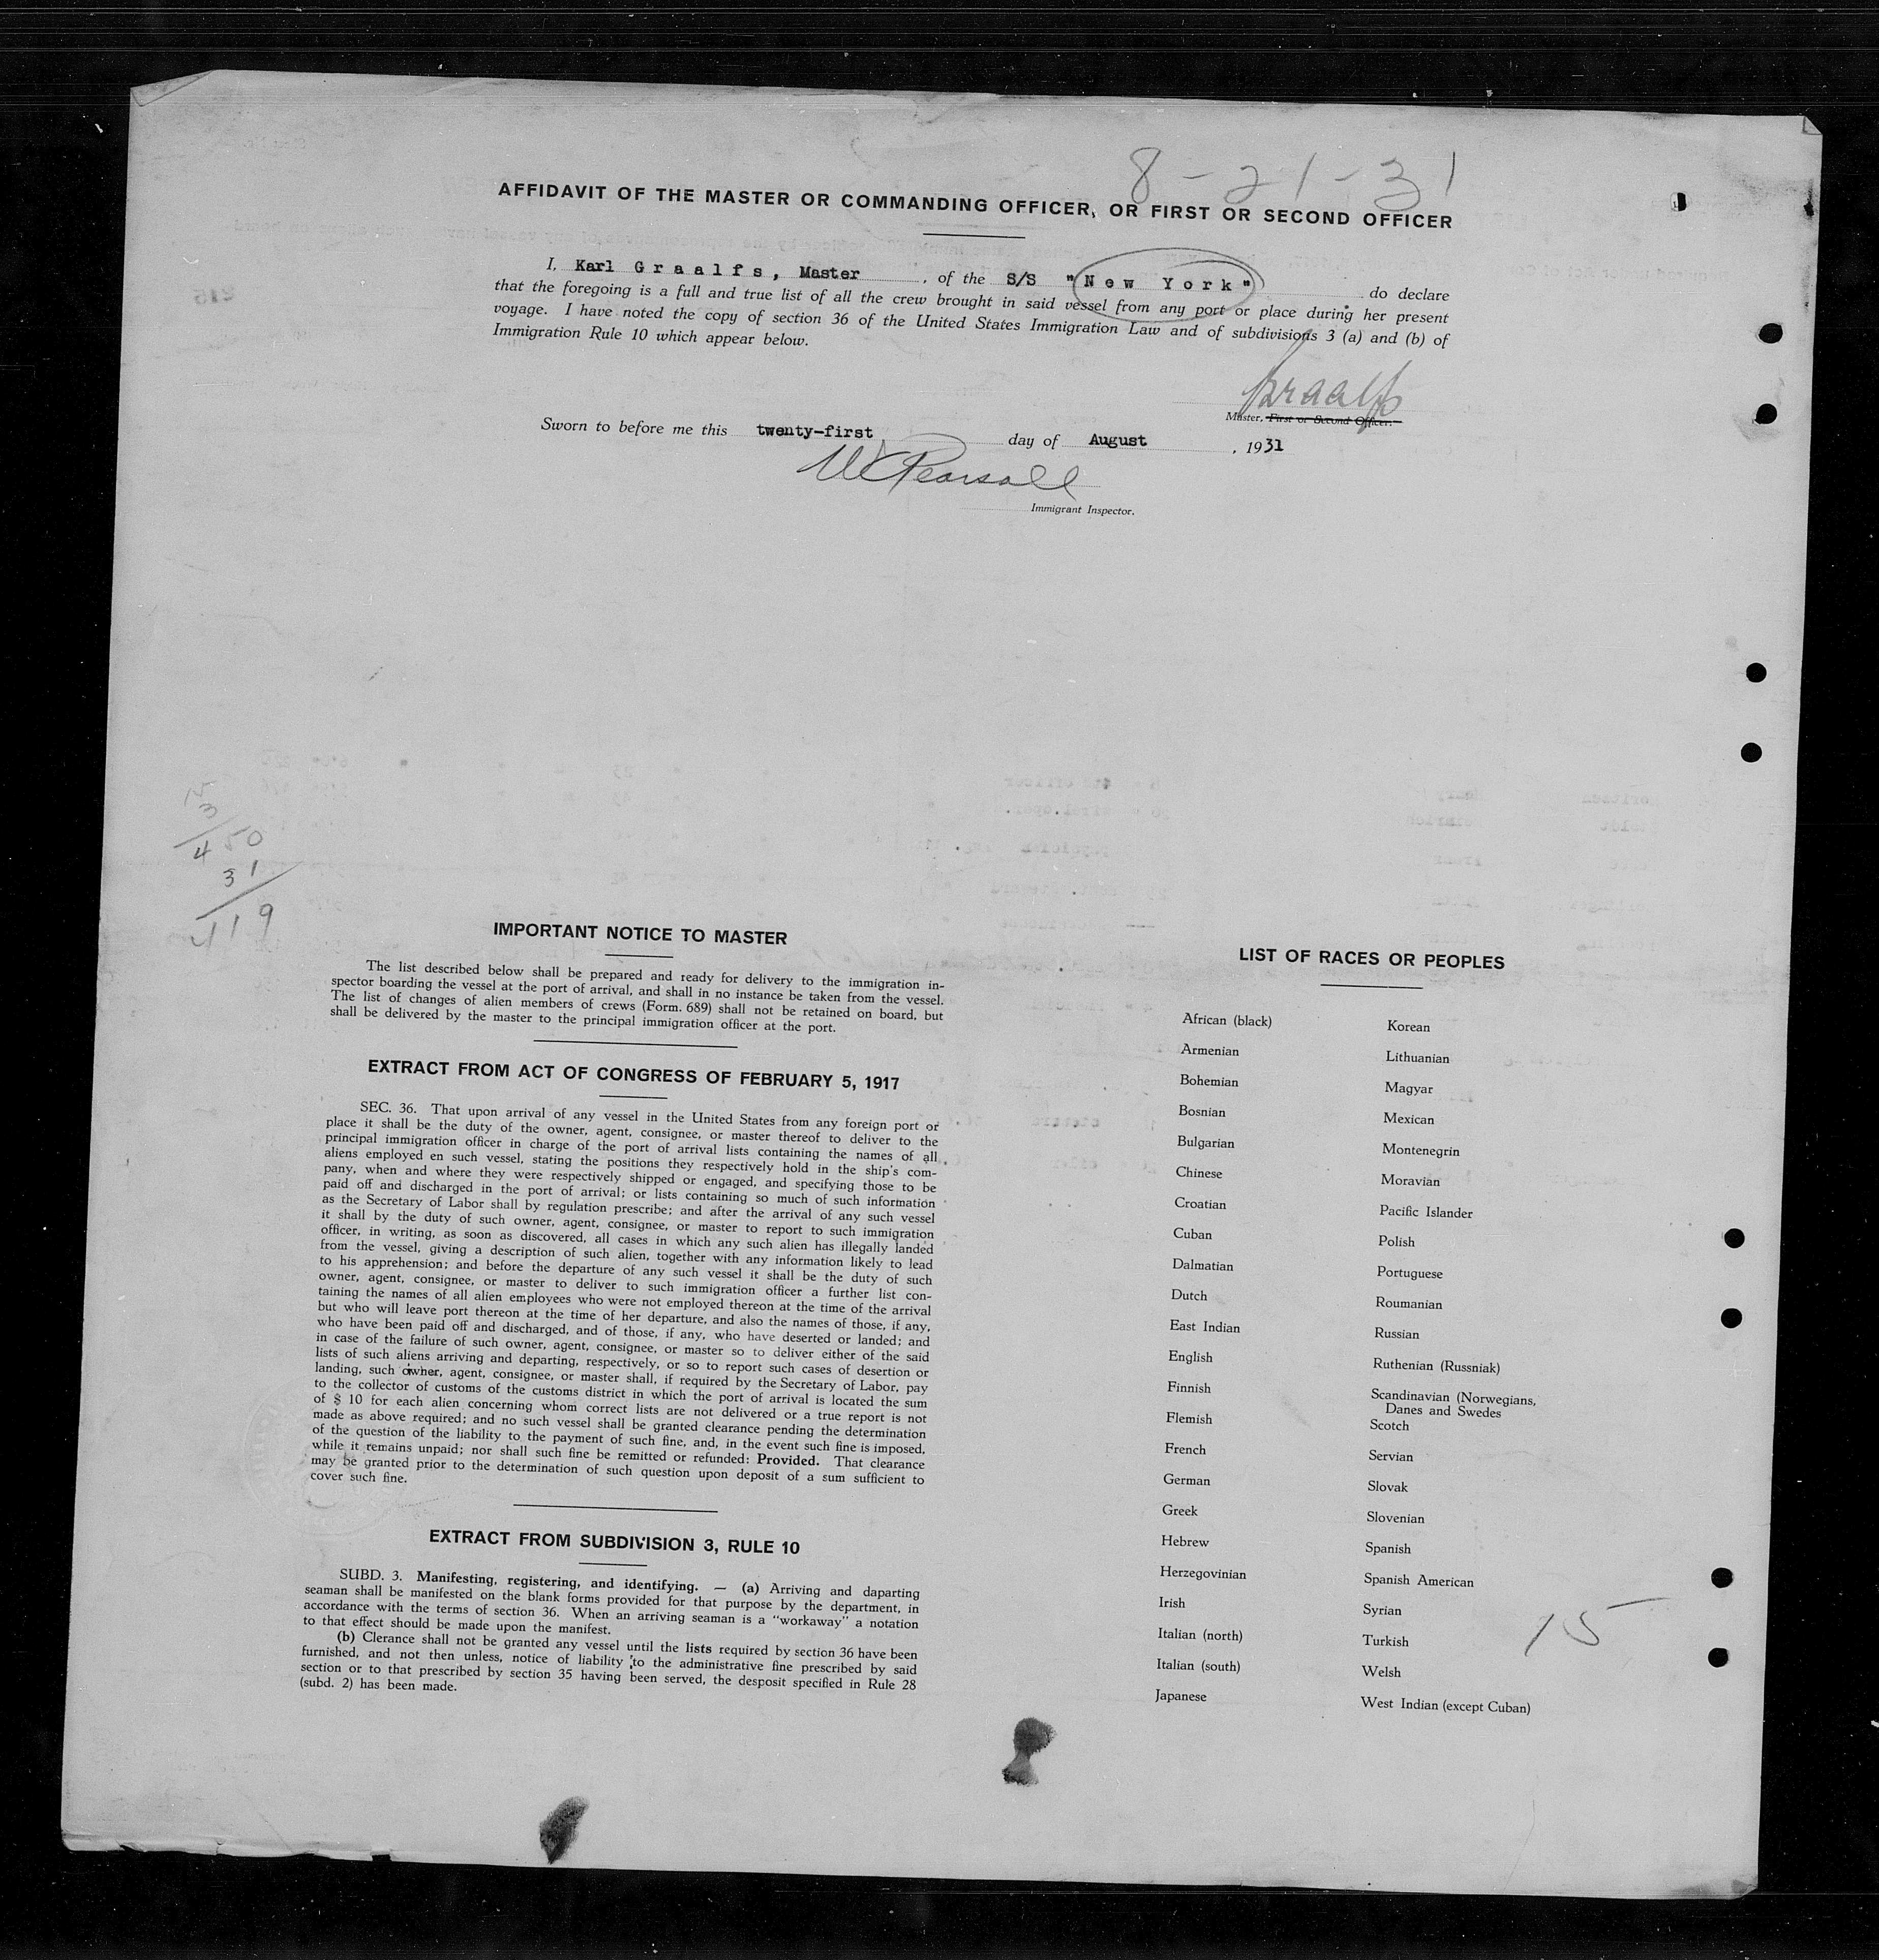 8-21-31
AFFIDAVIT OF THE MASTER OR COMMANDING OFFICER, OR FIRST OR SECOND OFFICER
I, Karl Graalfs, Master, of the S/S "New York" do declare
that the foregoing is a full and true list of all the crew brought in said vessel from any port or place during her present
voyage. I have noted the copy of section 36 of the United States Immigration Law and of subdivisions 3 (a) and (b) of
Immigration Rule 10 which appear below.
Graalfs
Master, First or Second Officer.
Sworn to before me this twenty-first day of August, 1931
W Pearsall
Immigrant Inspector.
15
3
450
31
419
IMPORTANT NOTICE TO MASTER
The list described below shall be prepared and ready for delivery to the immigration in-
spector boarding the vessel at the port of arrival, and shall in no instance be taken from the vessel.
The list of changes of alien members of crews (Form. 689) shall not be retained on board, but
shall be delivered by the master to the principal immigration officer at the port.
EXTRACT FROM ACT OF CONGRESS OF FEBRUARY 5, 1917
SEC. 36. That upon arrival of any vessel in the United States from any foreign port or
place it shall be the duty of the owner, agent, consignee, or master thereof to deliver to the
principal immigration officer in charge of the port of arrival lists containing the names of all
aliens employed en such vessel, stating the positions they respectively hold in the ship's com-
pany, when and where they were respectively shipped or engaged, and specifying those to be
paid off and discharged in the port of arrival; or lists containing so much of such information
as the Secretary of Labor shall by regulation prescribe; and after the arrival of any such vessel
it shall by the duty of such owner, agent, consignee, or master to report to such immigration
officer, in writing, as soon as discovered, all cases in which any such alien has illegally landed
from the vessel, giving a description of such alien, together with any information likely to lead
to his apprehension; and before the departure of any such vessel it shall be the duty of such
owner, agent, consignee, or master to deliver to such immigration officer a further list con-
taining the names of all alien employees who were not employed thereon at the time of the arrival
but who will leave port thereon at the time of her departure, and also the names of those, if any,
who have been paid off and discharged, and of those, if any, who have deserted or landed; and
in case of the failure of such owner, agent, consignee, or master so to deliver either of the said
lists of such aliens arriving and departing, respectively, or so to report such cases of desertion or
landing, such owner, agent, consignee, or master shall, if required by the Secretary of Labor, pay
to the collector of customs of the customs district in which the port of arrival is located the sum
of $ 10 for each alien concerning whom correct lists are not delivered or a true report is not
made as above required; and no such vessel shall be granted clearance pending the determination
of the question of the liability to the payment of such fine, and, in the event such fine is imposed,
while it remains unpaid; nor shall such fine be remitted or refunded: Provided. That clearance
may be granted prior to the determination of such question upon deposit of a sum sufficient to
cover such fine.
EXTRACT FROM SUBDIVISION 3, RULE 10
SUBD. 3. Manifesting, registering, and identifying. — (a) Arriving and daparting
seaman shall be manifested on the blank forms provided for that purpose by the department, in
accordance with the terms of section 36. When an arriving seaman is a "workaway" a notation
to that effect should be made upon the manifest.
(b) Clerance shall not be granted any vessel until the lists required by section 36 have been
furnished, and not then unless, notice of liability to the administrative fine prescribed by said
section or to that prescribed by section 35 having been served, the desposit specified in Rule 28
(subd. 2) has been made.
LIST OF RACES OR PEOPLES
African (black)
Armenian
Bohemian
Bosnian
Bulgarian
Chinese
Croatian
Cuban
Dalmatian
Dutch
East Indian
English
Finnish
Flemish
French
German
Greek
Hebrew
Herzegovinian
Irish
Italian (north)
Italian (south)
Japanese
Korean
Lithuanian
Magyar
Mexican
Montenegrin
Moravian
Pacific Islander
Polish
Portuguese
Roumanian
Russian
Ruthenian (Russniak)
Scandinavian (Norwegians,
Danes and Swedes
Scotch
Servian
Slovak
Slovenian
Spanish
Spanish American
Syrian
Turkish
Welsh
West Indian (except Cuban)
15